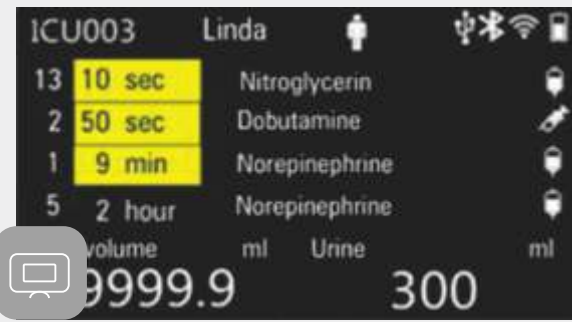 ICU003 Linda
13 10 sec Nitroglycerin
2 50 sec Dobutamine
1 9 min Norepinephrine
5 2 hour Norepinephrine
volume ml Urine ml
9999.9 300